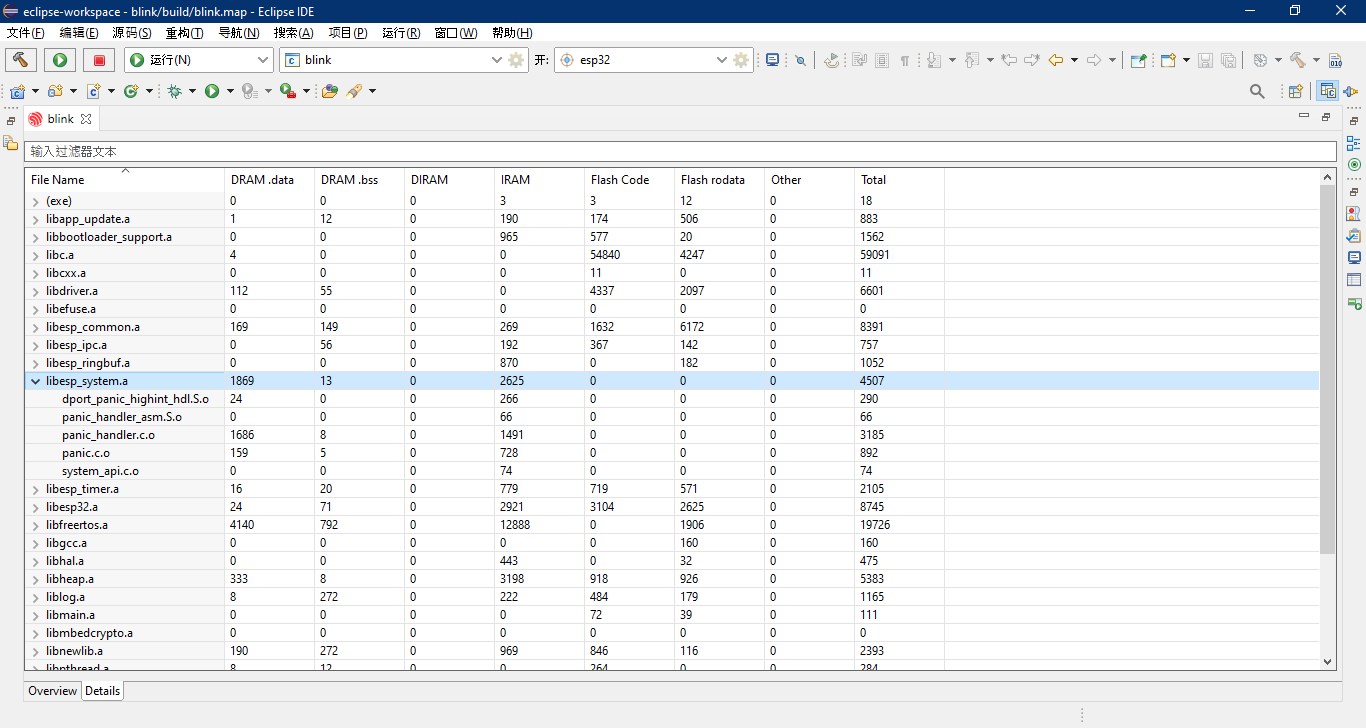 eclipse-workspace - blink/build/blink.map - Eclipse IDE
文件(F) 编辑(E) 源码(S) 重构(T) 导航(N) 搜索(A) 项目(P) 运行(R) 窗口(W) 帮助(H)
运行(N) blink 开: esp32
010
blink
输入过滤器文本
File Name DRAM .data DRAM .bss DIRAM IRAM Flash Code Flash rodata Other Total
(exe) 0 0 0 3 3 12 0 18
libapp_update.a 1 12 0 190 174 506 0 883
libbootloader_support.a 0 0 0 965 577 20 0 1562
libc.a 4 0 0 0 54840 4247 0 59091
libcxx.a 0 0 0 0 11 0 0 11
libdriver.a 112 55 0 0 4337 2097 0 6601
libefuse.a 0 0 0 0 0 0 0 0
libesp_common.a 169 149 0 269 1632 6172 0 8391
libesp_ipc.a 0 56 0 192 367 142 0 757
libesp_ringbuf.a 0 0 0 870 0 182 0 1052
libesp_system.a 1869 13 0 2625 0 0 0 4507
dport_panic_highint_hdl.S.o 24 0 0 266 0 0 0 290
panic_handler_asm.S.o 0 0 0 66 0 0 0 66
panic_handler.c.o 1686 8 0 1491 0 0 0 3185
panic.c.o 159 5 0 728 0 0 0 892
system_api.c.o 0 0 0 74 0 0 0 74
libesp_timer.a 16 20 0 779 719 571 0 2105
libesp32.a 24 71 0 2921 3104 2625 0 8745
libfreertos.a 4140 792 0 12888 0 1906 0 19726
libgcc.a 0 0 0 0 0 160 0 160
libhal.a 0 0 0 443 0 32 0 475
libheap.a 333 8 0 3198 918 926 0 5383
liblog.a 8 272 0 222 484 179 0 1165
libmain.a 0 0 0 0 72 39 0 111
libmbedcrypto.a 0 0 0 0 0 0 0 0
libnewlib.a 190 272 0 969 846 116 0 2393
libpthread.a 8 12 0 0 264 0 0 284
Overview Details